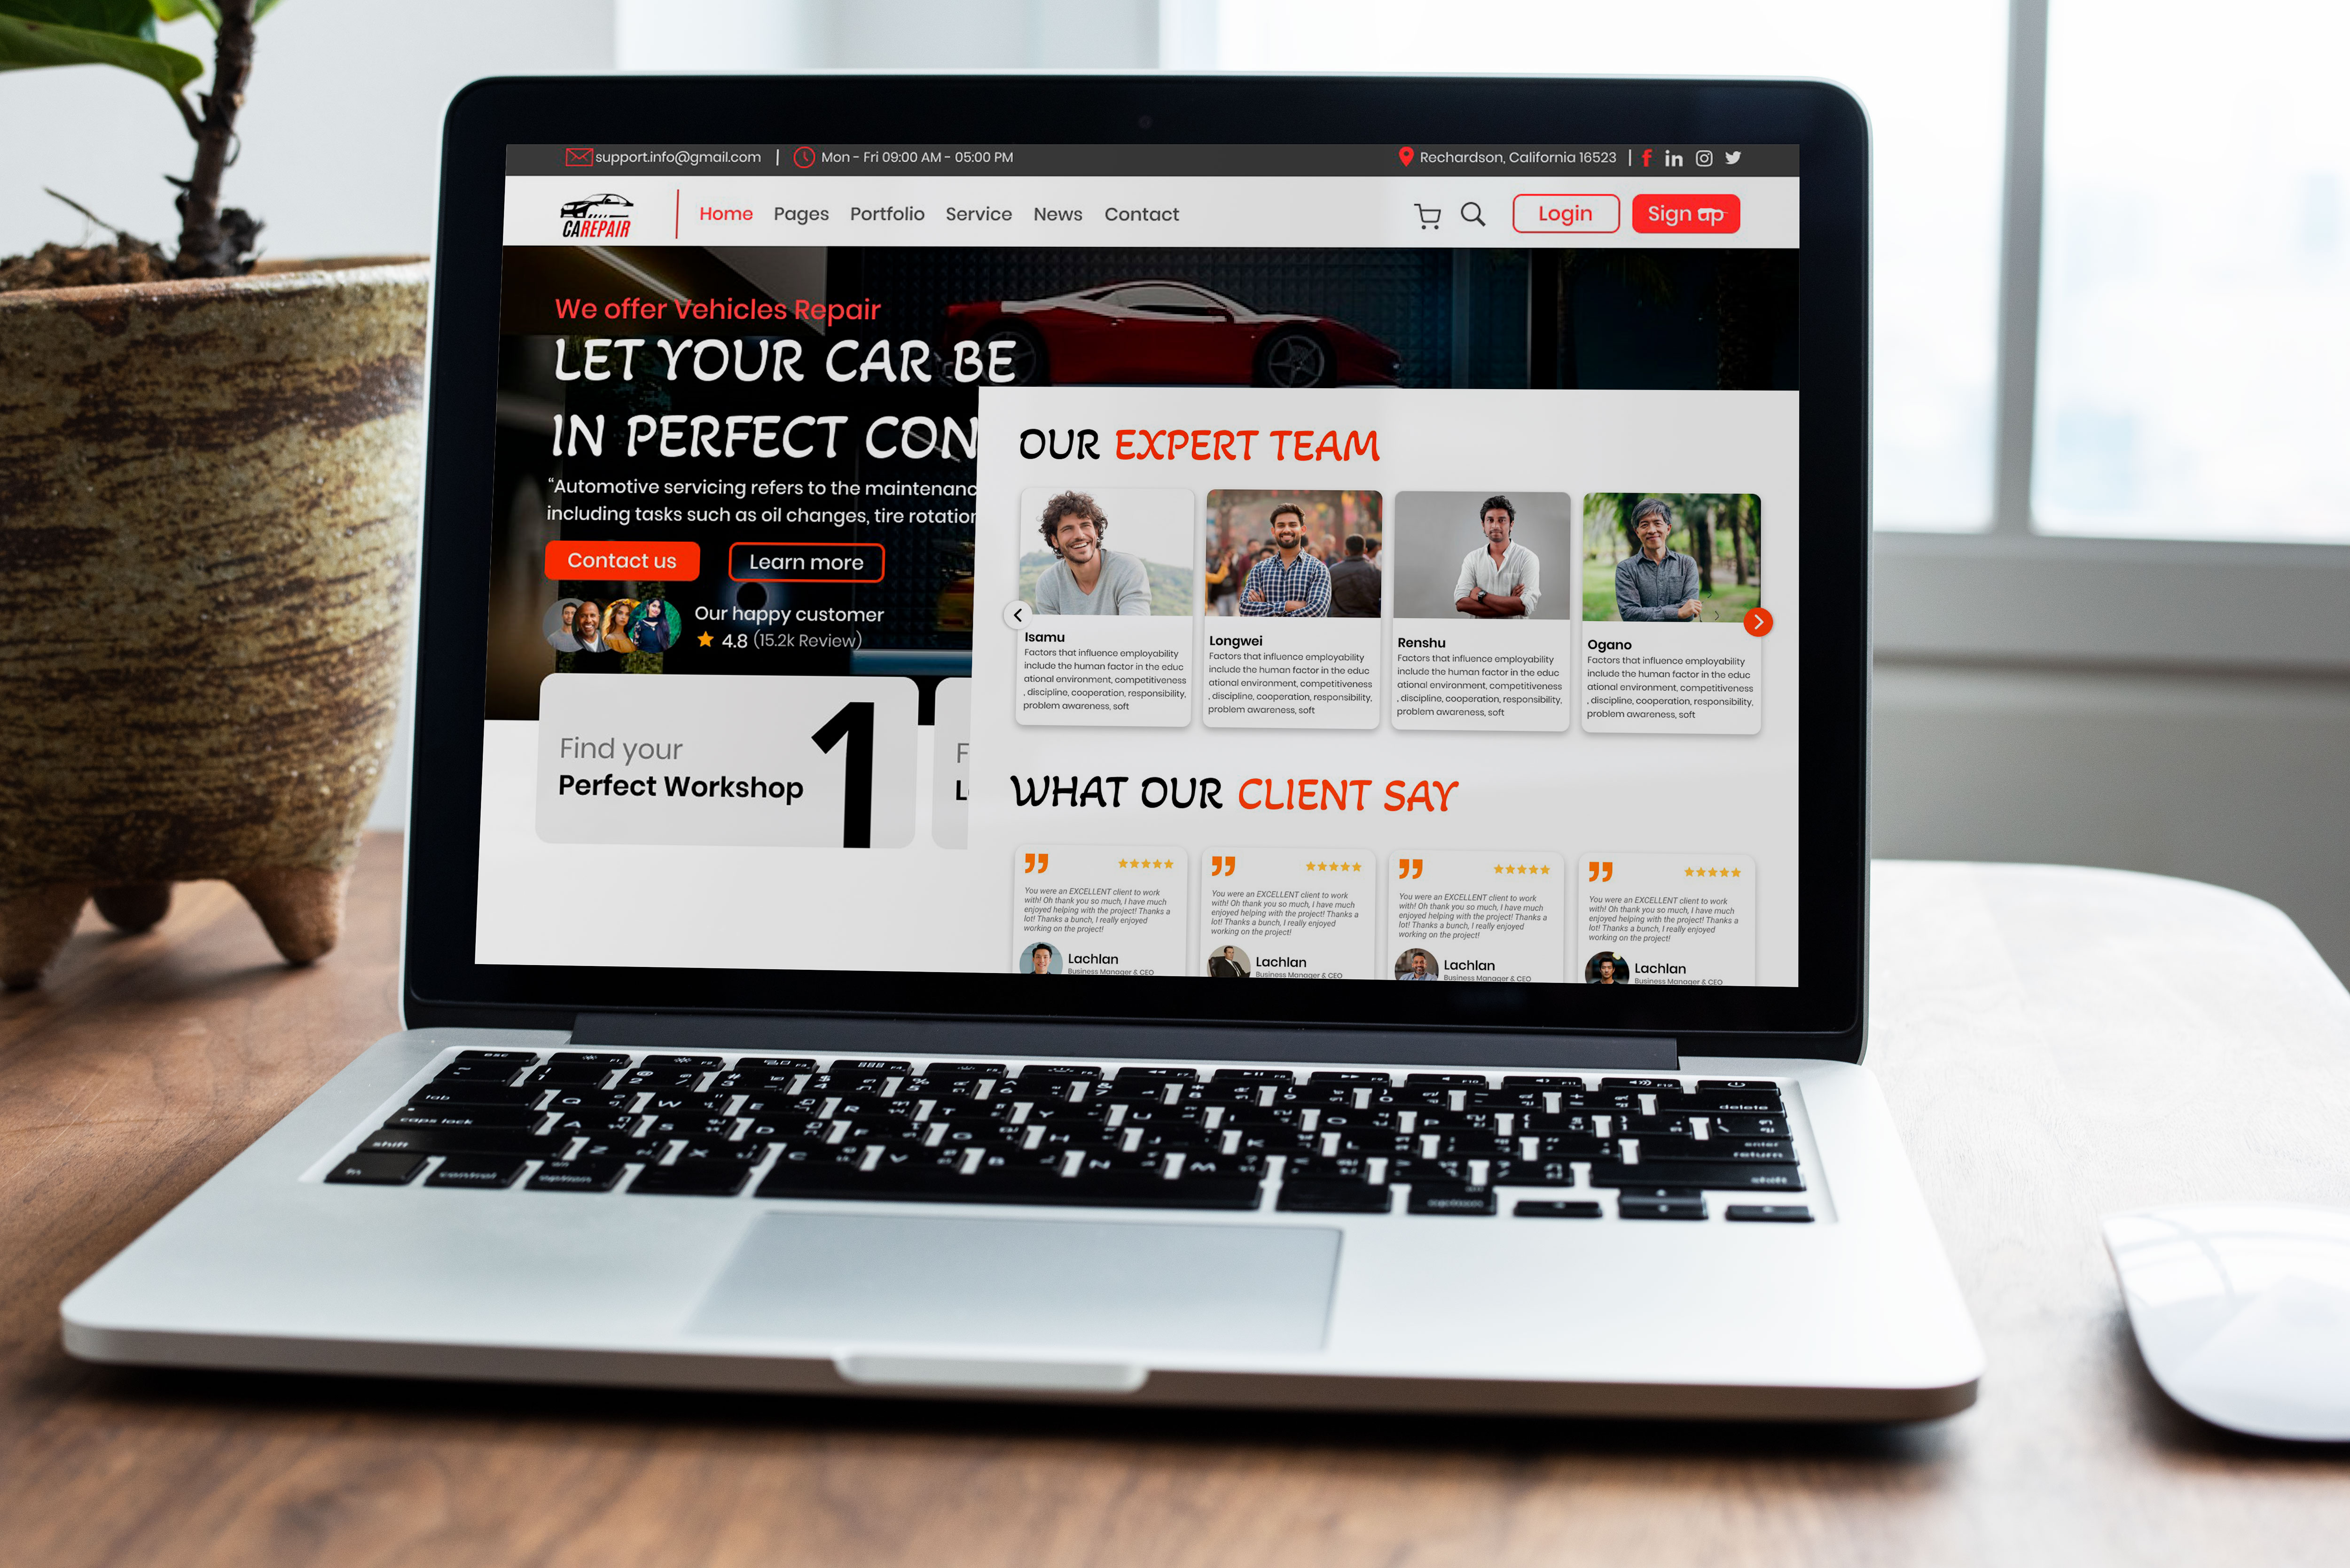 support.info@gmail.com | Mon - Fri 09:00 AM - 05:00 PM
Rechardson, California 16523 | f in
CAREPAIR
Home Pages Portfolio Service News Contact
Login Sign up
We offer Vehicles Repair
LET YOUR CAR BE
IN PERFECT CON
“Automotive servicing refers to the maintenanc
including tasks such as oil changes, tire rotation
Contact us Learn more
Our happy customer
4.8 (15.2k Review)
Find your
Perfect Workshop
1
F
L
OUR EXPERT TEAM
Isamu
Factors that influence employability
include the human factor in the educ
ational environment, competitiveness
, discipline, cooperation, responsibility,
problem awareness, soft
Longwei
Factors that influence employability
include the human factor in the educ
ational environment, competitiveness
, discipline, cooperation, responsibility,
problem awareness, soft
Renshu
Factors that influence employability
include the human factor in the educ
ational environment, competitiveness
, discipline, cooperation, responsibility,
problem awareness, soft
Ogano
Factors that influence employability
include the human factor in the educ
ational environment, competitiveness
, discipline, cooperation, responsibility,
problem awareness, soft
WHAT OUR CLIENT SAY
You were an EXCELLENT client to work
with! Oh thank you so much, I have much
enjoyed helping with the project! Thanks a
lot! Thanks a bunch, I really enjoyed
working on the project!
Lachlan
Business Manager & CEO
You were an EXCELLENT client to work
with! Oh thank you so much, I have much
enjoyed helping with the project! Thanks a
lot! Thanks a bunch, I really enjoyed
working on the project!
Lachlan
Business Manager & CEO
You were an EXCELLENT client to work
with! Oh thank you so much, I have much
enjoyed helping with the project! Thanks a
lot! Thanks a bunch, I really enjoyed
working on the project!
Lachlan
Business Manager & CEO
You were an EXCELLENT client to work
with! Oh thank you so much, I have much
enjoyed helping with the project! Thanks a
lot! Thanks a bunch, I really enjoyed
working on the project!
Lachlan
Business Manager & CEO
esc
delete
tab Q W E R T Y U I O P
caps lock A S D F G H J K L enter
return
shift Z X C V B N M shift
fn control option option